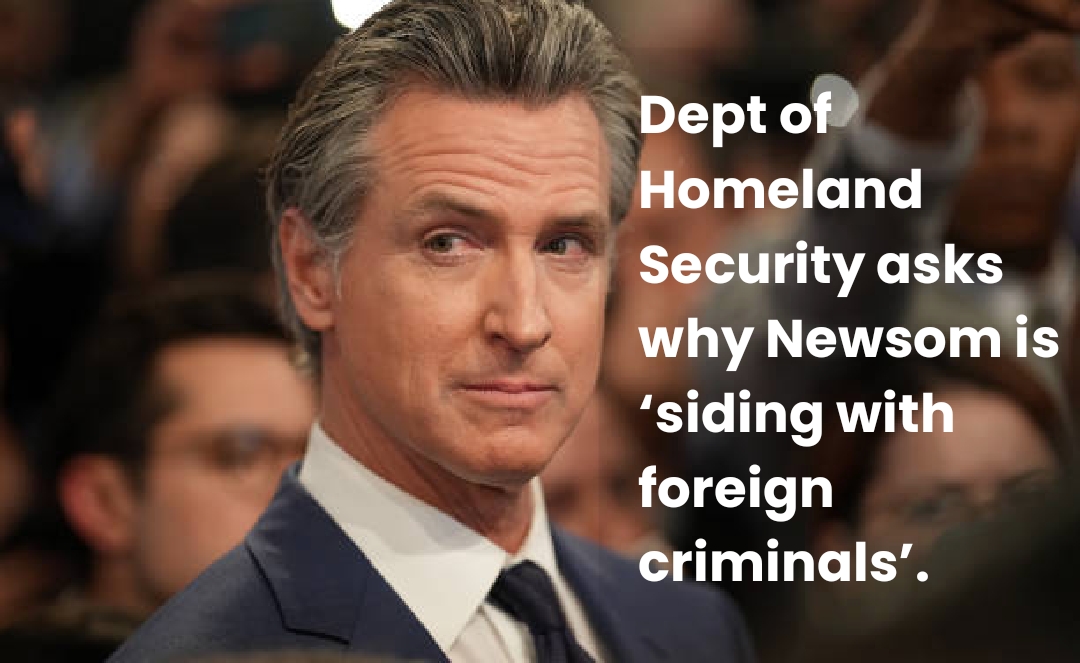 Dept of
Homeland
Security asks
why Newsom is
‘siding with
foreign
criminals’.